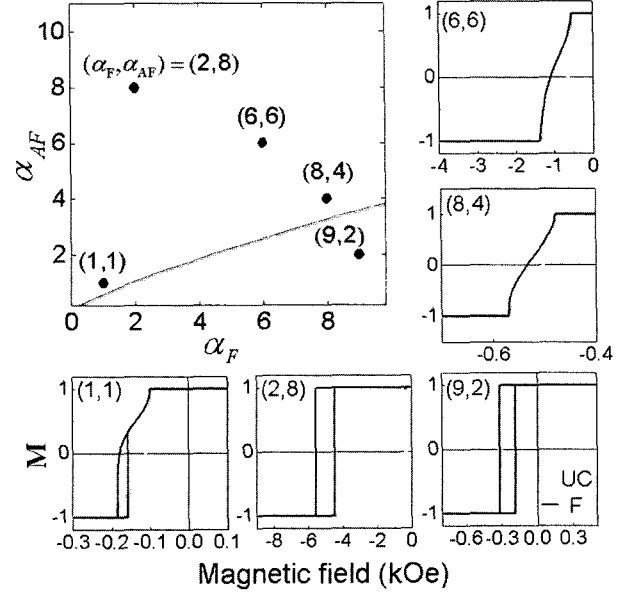 10
8
6
4
2
α_AF
(α_F,α_AF) = (2,8)
(6,6)
(8,4)
(9,2)
(1,1)
0 2 4 6 8
α_F
(6,6)
1
0
-1
-4 -3 -2 -1 0
(8,4)
1
0
-1
-0.6 -0.4
(1,1)
1
0
-1
M
-0.3 -0.2 -0.1 0.0 0.1
(2,8)
1
0
-1
-8 -6 -4 -2 0
(9,2)
1
0
-1
UC
F
-0.6 -0.3 0.0 0.3
Magnetic field (kOe)